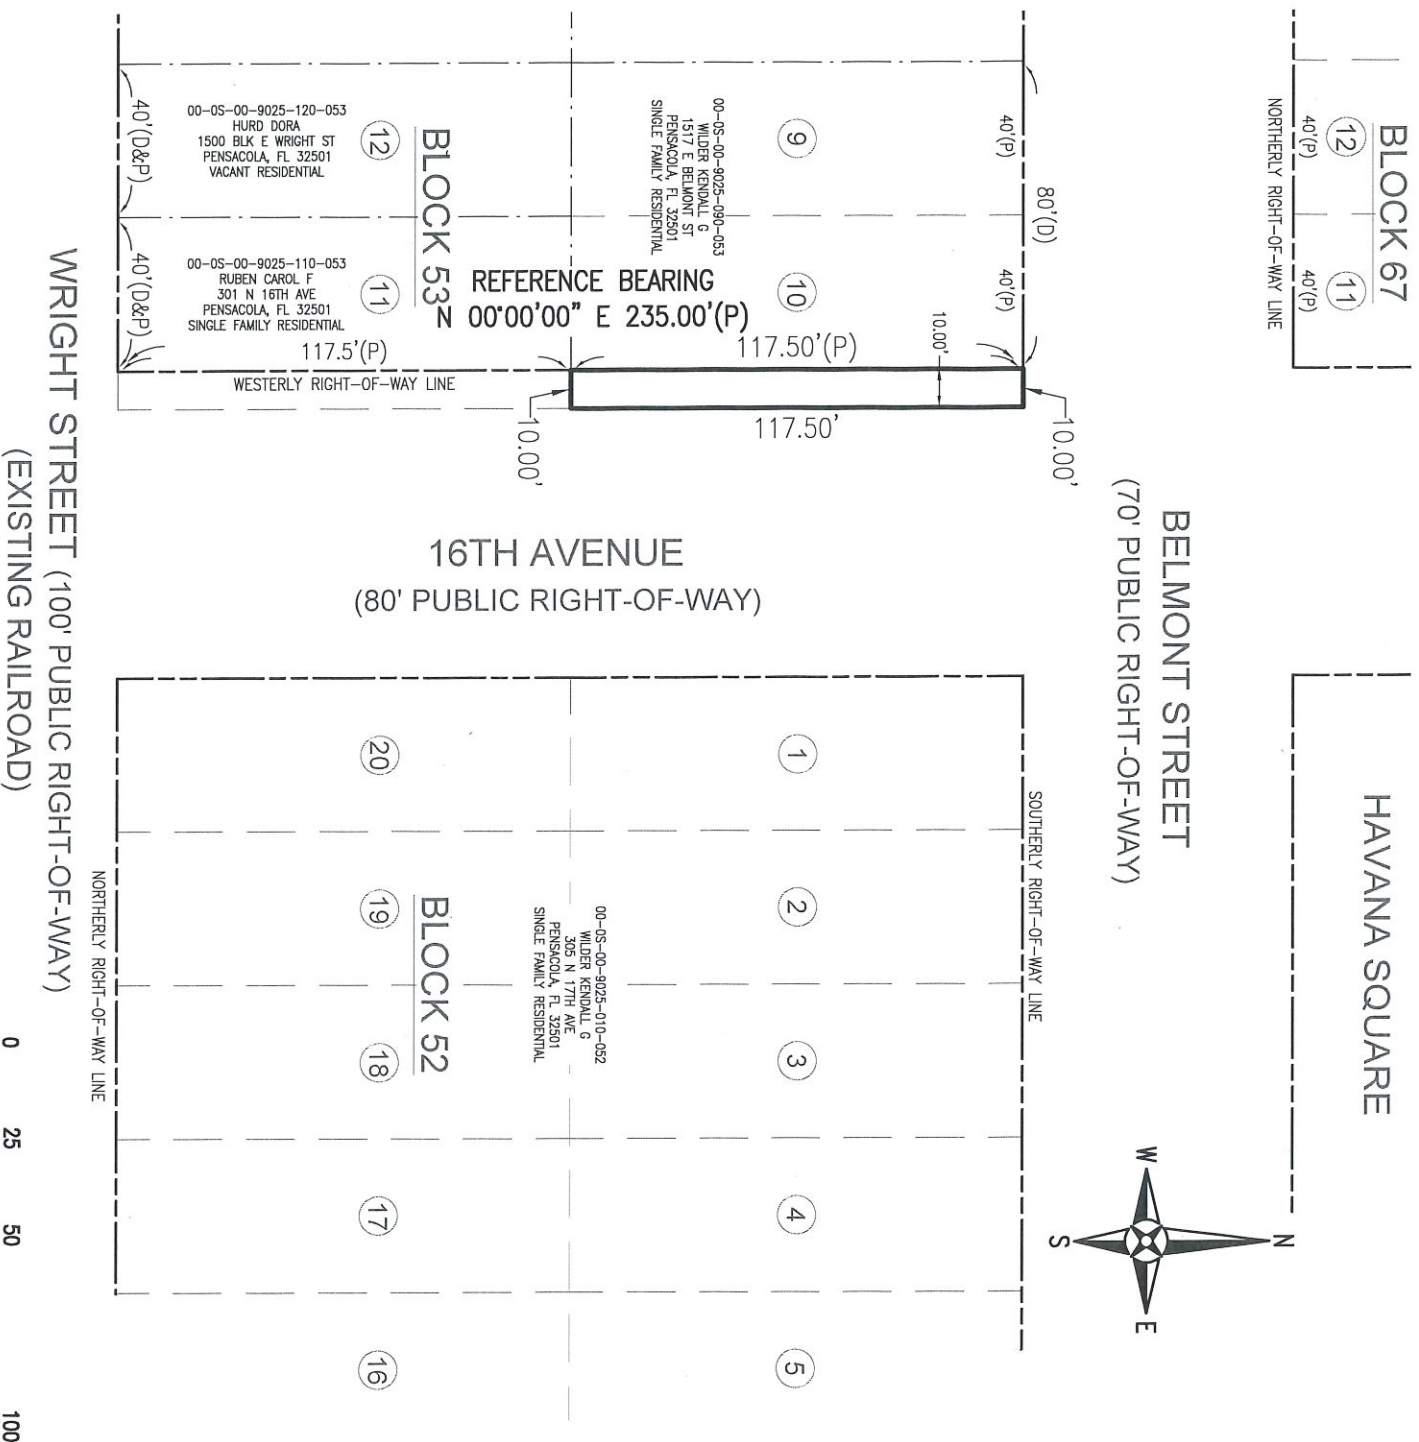 BLOCK 67
12
11
40'(P)
40'(P)
NORTHERLY RIGHT-OF-WAY LINE
HAVANA SQUARE
BELMONT STREET
(70' PUBLIC RIGHT-OF-WAY)
N
W
E
S
80'(D)
40'(P)
40'(P)
9
10
00-0S-00-9025-090-053
WILDER KENDALL G
1517 E BELMONT ST
PENSACOLA, FL 32501
SINGLE FAMILY RESIDENTIAL
REFERENCE BEARING
N 00°00'00" E 235.00'(P)
BLOCK 53
12
11
00-0S-00-9025-120-053
HURD DORA
1500 BLK E WRIGHT ST
PENSACOLA, FL 32501
VACANT RESIDENTIAL
00-0S-00-9025-110-053
RUBEN CAROL F
301 N 16TH AVE
PENSACOLA, FL 32501
SINGLE FAMILY RESIDENTIAL
40'(D&P)
40'(D&P)
117.5'(P)
117.50'(P)
10.00'
WESTERLY RIGHT-OF-WAY LINE
117.50'
10.00'
10.00'
16TH AVENUE
(80' PUBLIC RIGHT-OF-WAY)
SOUTHERLY RIGHT-OF-WAY LINE
1
2
3
4
5
00-0S-00-9025-010-052
WILDER KENDALL G
305 N 17TH AVE
PENSACOLA, FL 32501
SINGLE FAMILY RESIDENTIAL
BLOCK 52
20
19
18
17
16
NORTHERLY RIGHT-OF-WAY LINE
WRIGHT STREET (100' PUBLIC RIGHT-OF-WAY)
(EXISTING RAILROAD)
0 25 50 100